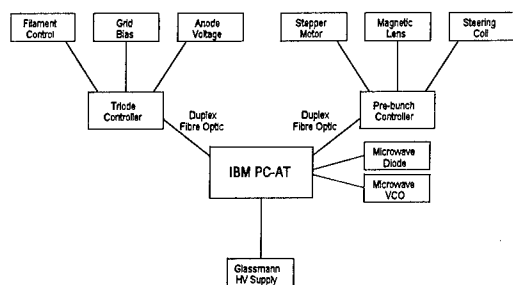 Filament
Control
Grid
Bias
Anode
Voltage
Stepper
Motor
Magnetic
Lens
Steering
Coil
Triode
Controller
Pre-bunch
Controller
Duplex
Fibre Optic
Duplex
Fibre Optic
IBM PC-AT
Microwave
Diode
Microwave
VCO
Glassmann
HV Supply